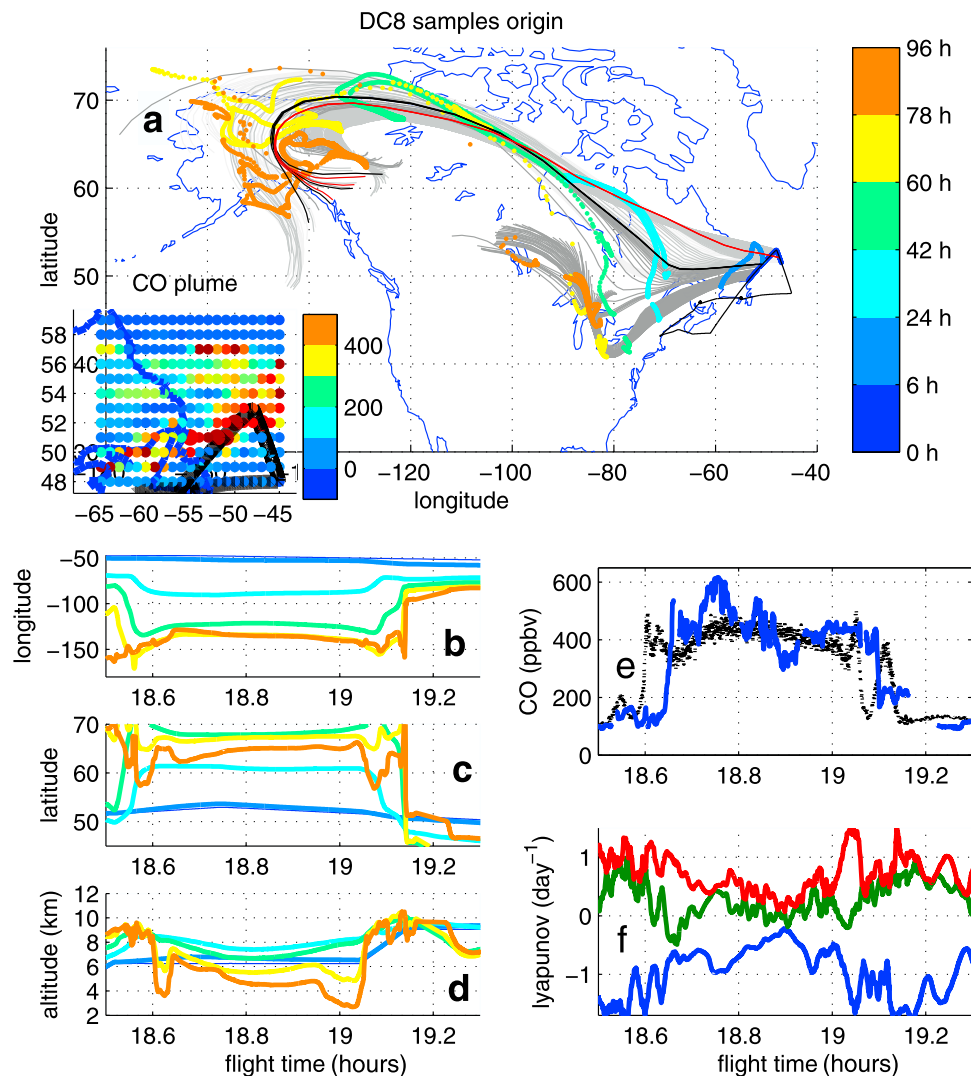 DC8 samples origin
a
latitude
70
60
50
40
30
−120
−100
−80
−60
−40
longitude
96 h
78 h
60 h
42 h
24 h
6 h
0 h
CO plume
58
56
54
52
50
48
−65
−60
−55
−50
−45
400
200
0
longitude
−50
−100
−150
b
18.6
18.8
19
19.2
latitude
70
60
50
c
18.6
18.8
19
19.2
altitude (km)
12
10
8
6
4
2
d
18.6
18.8
19
19.2
flight time (hours)
CO (ppbv)
600
400
200
0
e
18.6
18.8
19
19.2
lyapunov (day−1)
1
0
−1
f
18.6
18.8
19
19.2
flight time (hours)